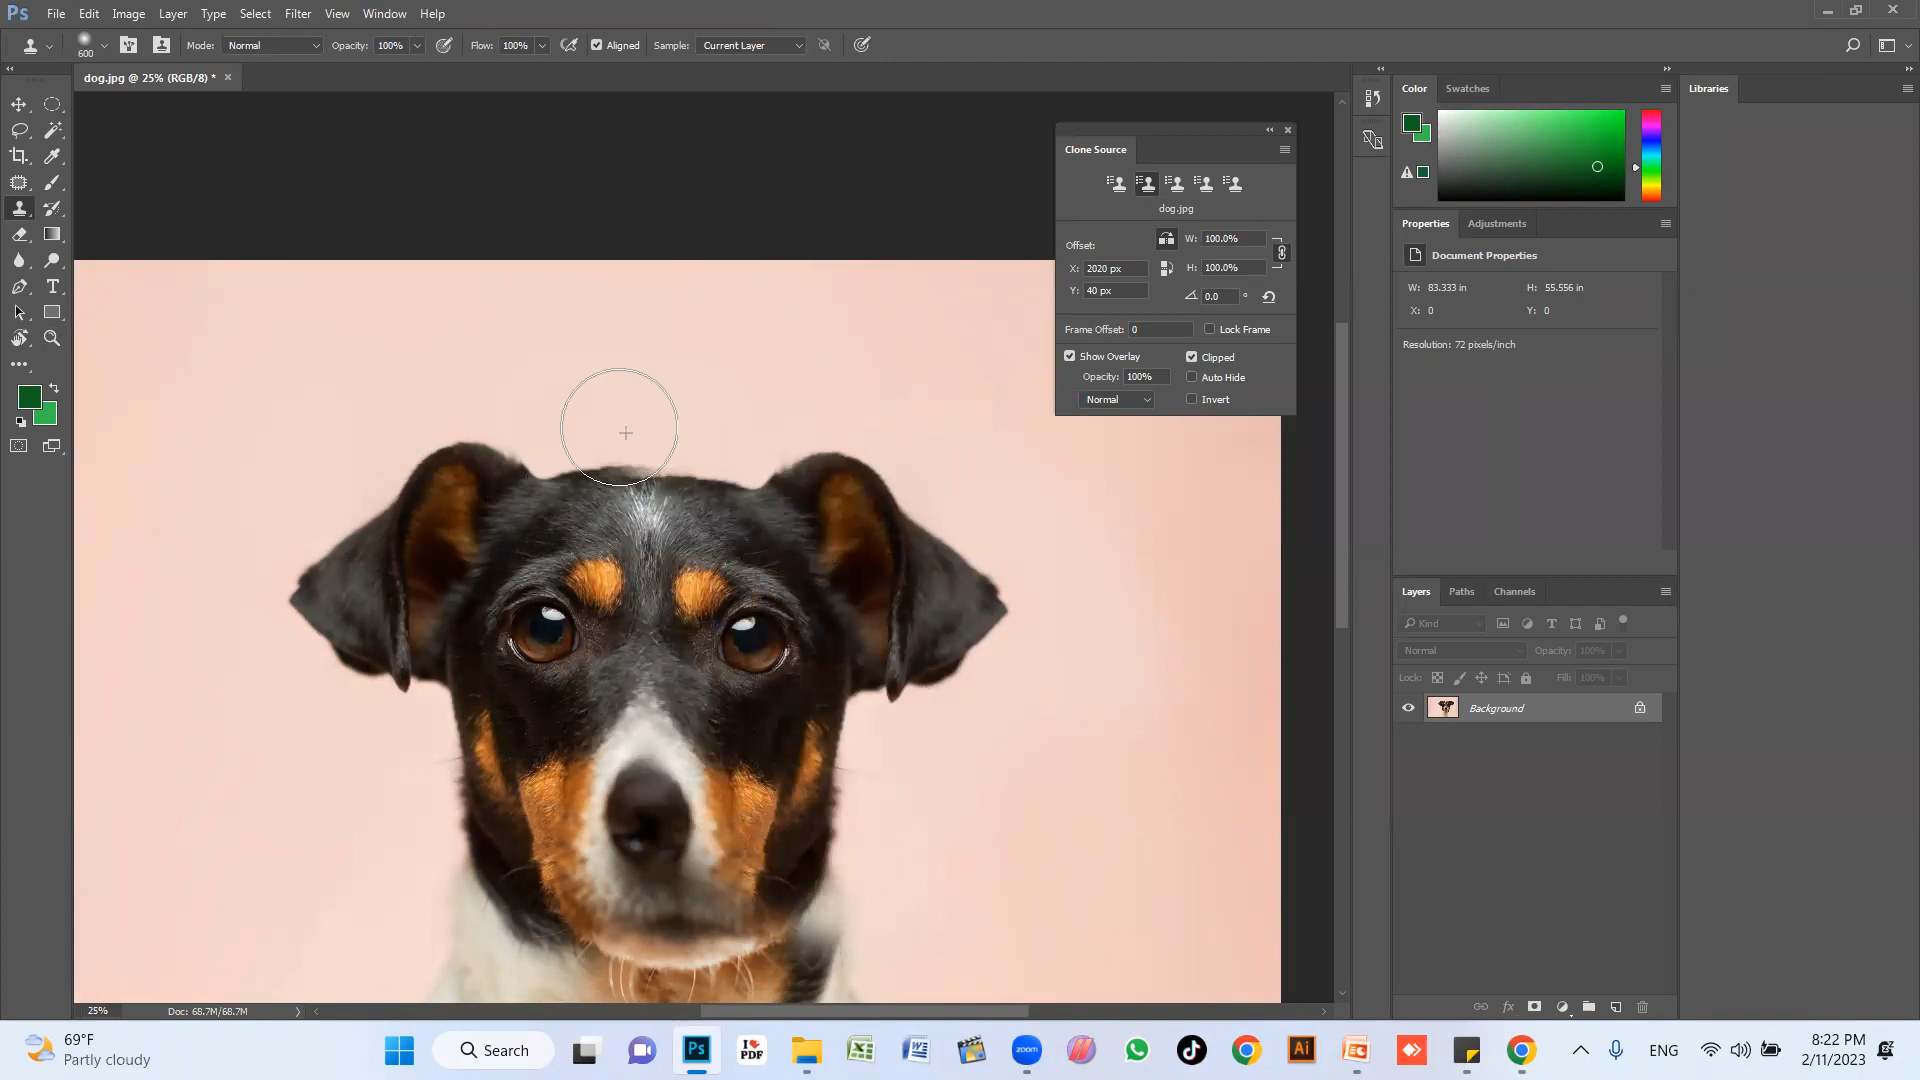 Ps File Edit Image Layer Type Select Filter View Window Help
600 Mode: Normal Opacity: 100% Flow: 100% Aligned Sample: Current Layer
dog.jpg @ 25% (RGB/8) *
Color Swatches
Libraries
Clone Source
dog.jpg
Offset: W: 100.0%
X: 2020 px H: 100.0%
Y: 40 px 0.0 °
Frame Offset: 0 Lock Frame
Show Overlay Clipped
Opacity: 100% Auto Hide
Normal Invert
Properties Adjustments
Document Properties
W: 83.333 in H: 55.556 in
X: 0 Y: 0
Resolution: 72 pixels/inch
Layers Paths Channels
Kind
Normal Opacity: 100%
Lock: Fill: 100%
Background
25% Doc: 68.7M/68.7M
69°F
Partly cloudy
Search
Ps
I PDF
zoom
Ai
ENG
8:22 PM
2/11/2023